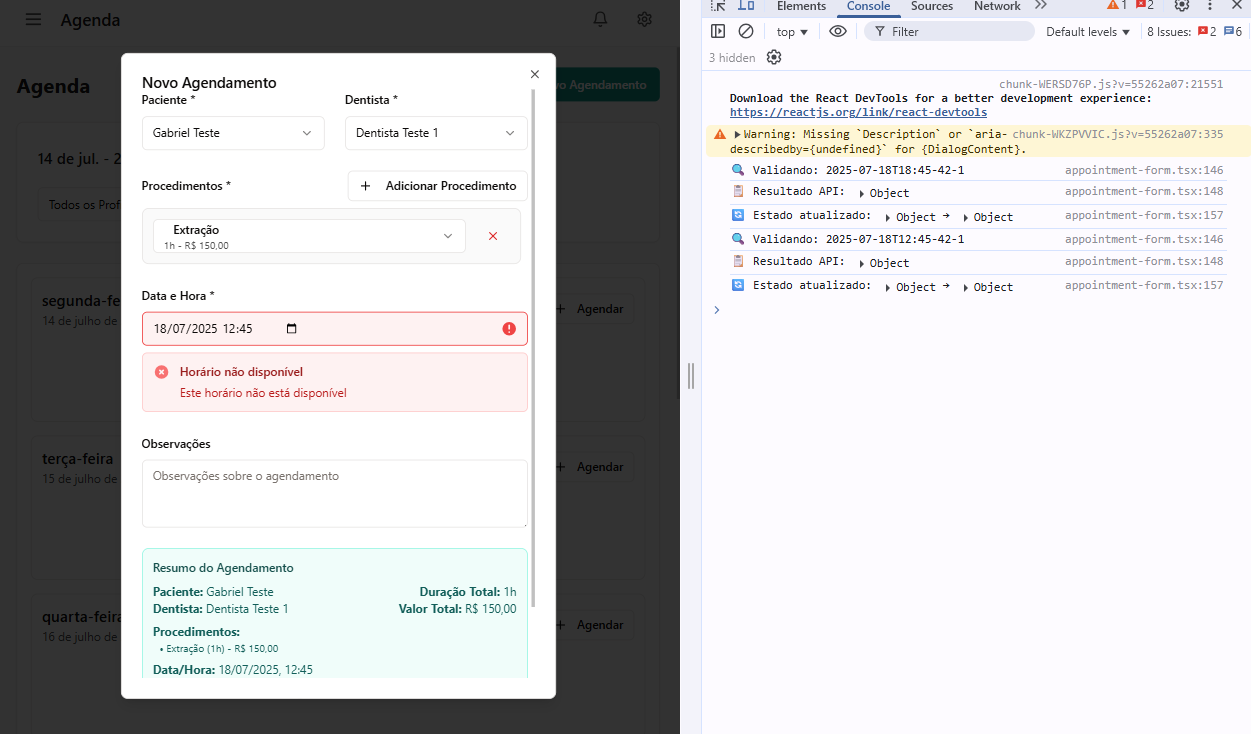 Agenda
Agenda
vo Agendamento
14 de jul. - 2
Todos os Prof
segunda-fe
14 de julho de
Agendar
terça-feira
15 de julho de
Agendar
quarta-feira
16 de julho de
Agendar
Novo Agendamento
Paciente *
Dentista *
Gabriel Teste
Dentista Teste 1
Procedimentos *
+ Adicionar Procedimento
Extração
1h - R$ 150,00
Data e Hora *
18/07/2025 12:45
Horário não disponível
Este horário não está disponível
Observações
Observações sobre o agendamento
Resumo do Agendamento
Paciente: Gabriel Teste
Duração Total: 1h
Dentista: Dentista Teste 1
Valor Total: R$ 150,00
Procedimentos:
• Extração (1h) - R$ 150,00
Data/Hora: 18/07/2025, 12:45
Elements Console Sources Network 1 2
top Filter Default levels 8 Issues: 2 6
3 hidden
chunk-WERSD76P.js?v=55262a07:21551
Download the React DevTools for a better development experience:
https://reactjs.org/link/react-devtools
Warning: Missing `Description` or `aria- chunk-WKZPVVIC.js?v=55262a07:335
describedby={undefined}` for {DialogContent}.
Validando: 2025-07-18T18:45-42-1 appointment-form.tsx:146
Resultado API: Object appointment-form.tsx:148
Estado atualizado: Object → Object appointment-form.tsx:157
Validando: 2025-07-18T12:45-42-1 appointment-form.tsx:146
Resultado API: Object appointment-form.tsx:148
Estado atualizado: Object → Object appointment-form.tsx:157